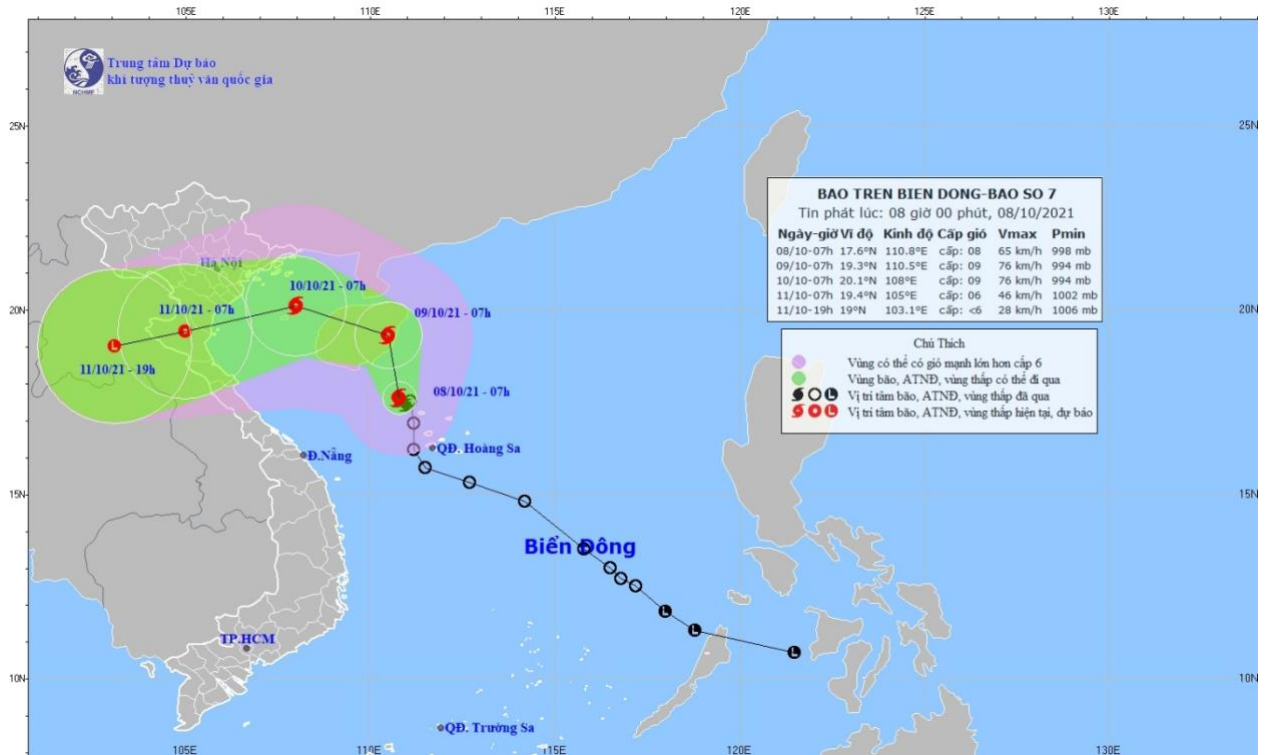 105E 110E 115E 120E 125E 130E
Trung tâm Dự báo
khí tượng thuỷ văn quốc gia
NCHMF
25N
25N
BAO TREN BIEN DONG-BAO SO 7
Tin phát lúc: 08 giờ 00 phút, 08/10/2021
Ngày-giờ Vĩ độ Kinh độ Cấp gió Vmax Pmin
08/10-07h 17.6°N 110.8°E cấp: 08 65 km/h 998 mb
09/10-07h 19.3°N 110.5°E cấp: 09 76 km/h 994 mb
10/10-07h 20.1°N 108°E cấp: 09 76 km/h 994 mb
11/10-07h 19.4°N 105°E cấp: 06 46 km/h 1002 mb
11/10-19h 19°N 103.1°E cấp: <6 28 km/h 1006 mb
Hà Nội
10/10/21 - 07h
11/10/21 - 07h
09/10/21 - 07h
20N
20N
Chú Thích
Vùng có thể có gió mạnh lớn hơn cấp 6
Vùng bão, ATNĐ, vùng thấp có thể đi qua
L Vị trí tâm bão, ATNĐ, vùng thấp đã qua
L Vị trí tâm bão, ATNĐ, vùng thấp hiện tại, dự báo
L
11/10/21 - 19h
08/10/21 - 07h
QĐ. Hoàng Sa
Đ.Nẵng
15N
15N
Biển Đông
L
L
L
TP.HCM
10N
10N
QĐ. Trường Sa
105E 110E 115E 120E 125E 130E